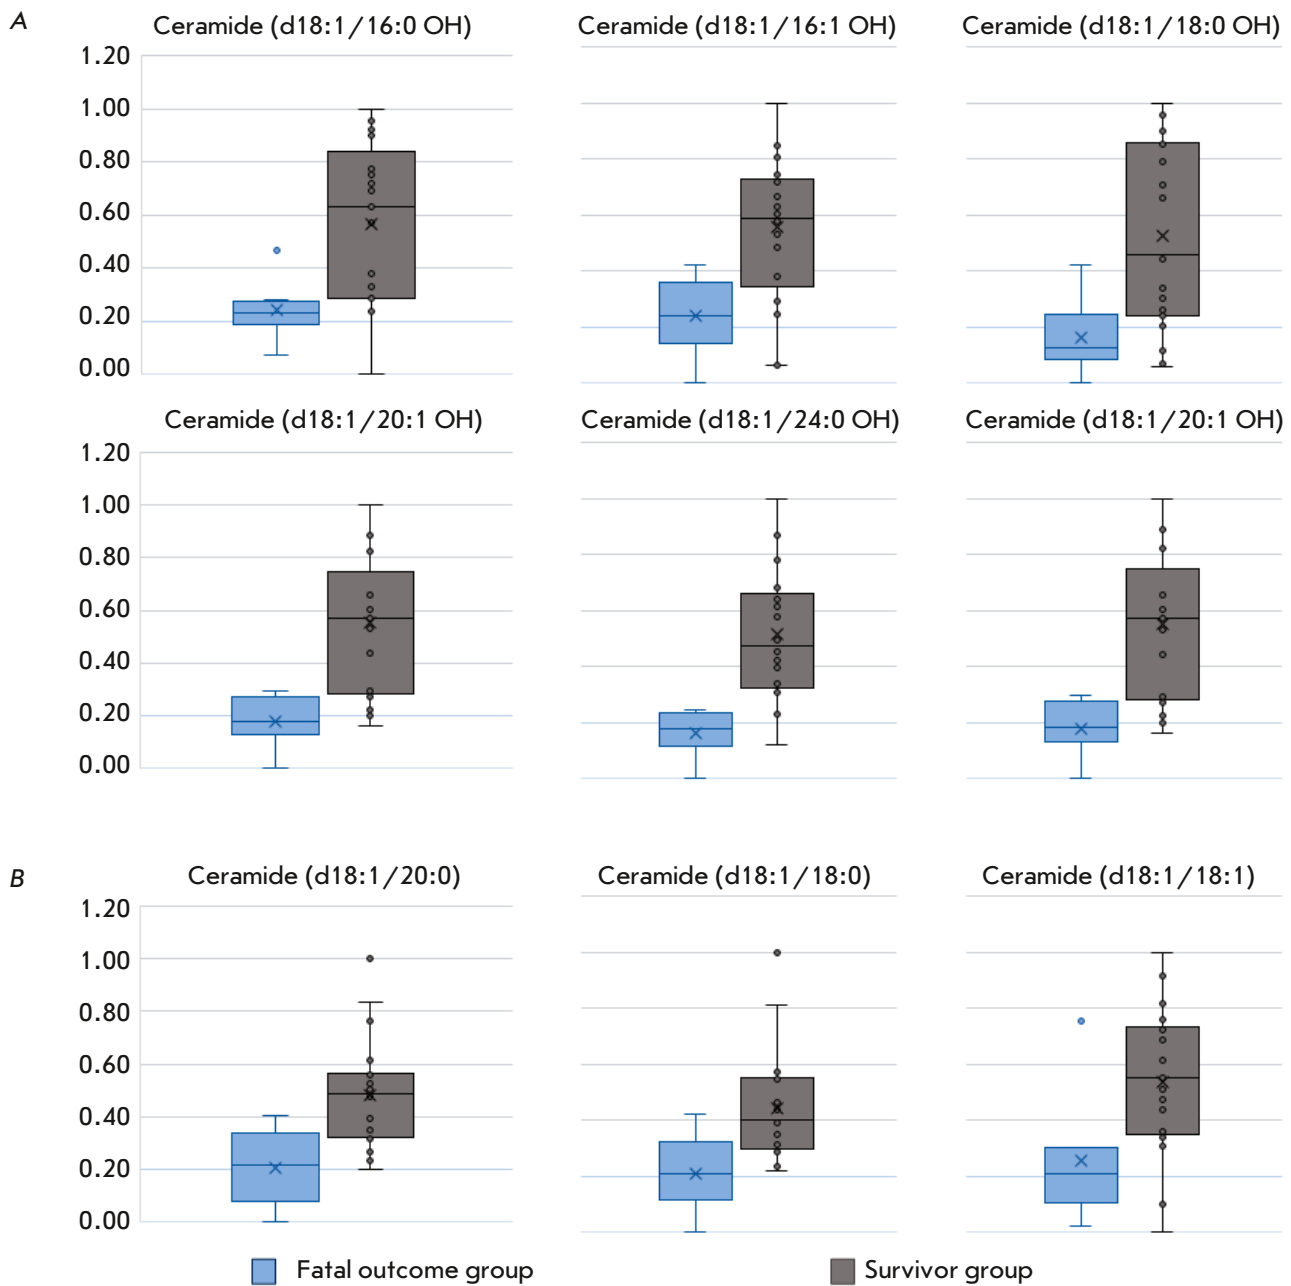 A
Ceramide (d18:1/16:0 OH)
Ceramide (d18:1/16:1 OH)
Ceramide (d18:1/18:0 OH)
1.20
1.00
0.80
0.60
0.40
0.20
0.00
Ceramide (d18:1/20:1 OH)
Ceramide (d18:1/24:0 OH)
Ceramide (d18:1/20:1 OH)
1.20
1.00
0.80
0.60
0.40
0.20
0.00
B
Ceramide (d18:1/20:0)
Ceramide (d18:1/18:0)
Ceramide (d18:1/18:1)
1.20
1.00
0.80
0.60
0.40
0.20
0.00
Fatal outcome group
Survivor group